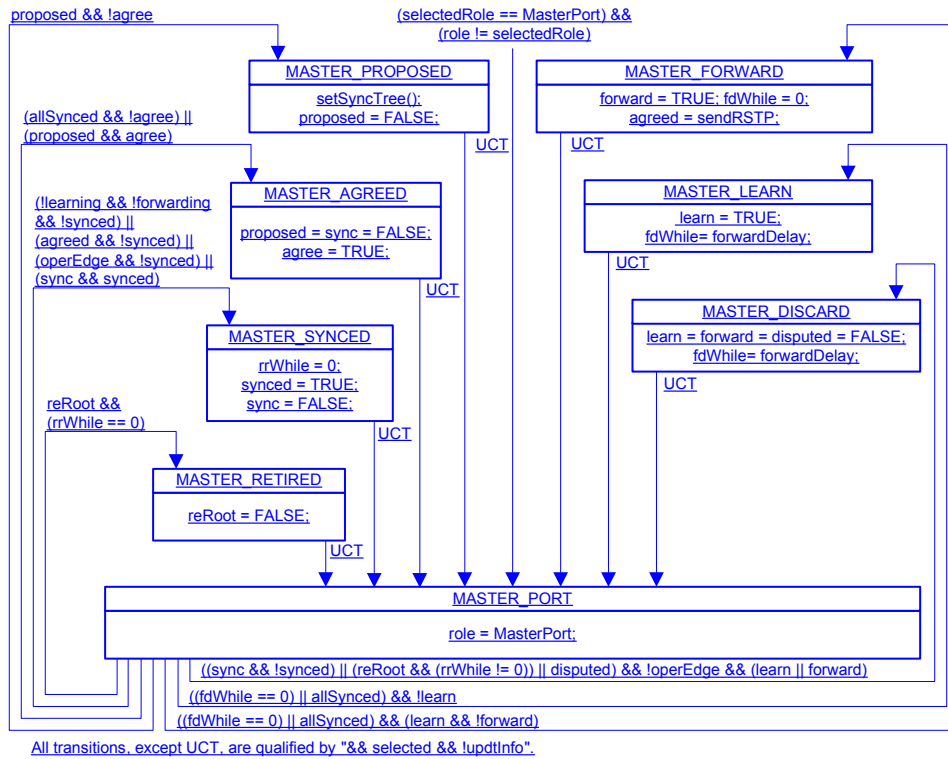 proposed && !agree
(selectedRole == MasterPort) &&
(role != selectedRole)
MASTER_PROPOSED
setSyncTree();
proposed = FALSE;
UCT
MASTER_FORWARD
forward = TRUE; fdWhile = 0;
agreed = sendRSTP;
UCT
(allSynced && !agree) ||
(proposed && agree)
MASTER_AGREED
proposed = sync = FALSE;
agree = TRUE;
UCT
MASTER_LEARN
learn = TRUE;
fdWhile= forwardDelay;
UCT
(!learning && !forwarding
&& !synced) ||
(agreed && !synced) ||
(operEdge && !synced) ||
(sync && synced)
MASTER_SYNCED
rrWhile = 0;
synced = TRUE;
sync = FALSE;
UCT
MASTER_DISCARD
learn = forward = disputed = FALSE;
fdWhile= forwardDelay;
UCT
reRoot &&
(rrWhile == 0)
MASTER_RETIRED
reRoot = FALSE;
UCT
MASTER_PORT
role = MasterPort;
((sync && !synced) || (reRoot && (rrWhile != 0)) || disputed) && !operEdge && (learn || forward)
((fdWhile == 0) || allSynced) && !learn
((fdWhile == 0) || allSynced) && (learn && !forward)
All transitions, except UCT, are qualified by "&& selected && !updtInfo".